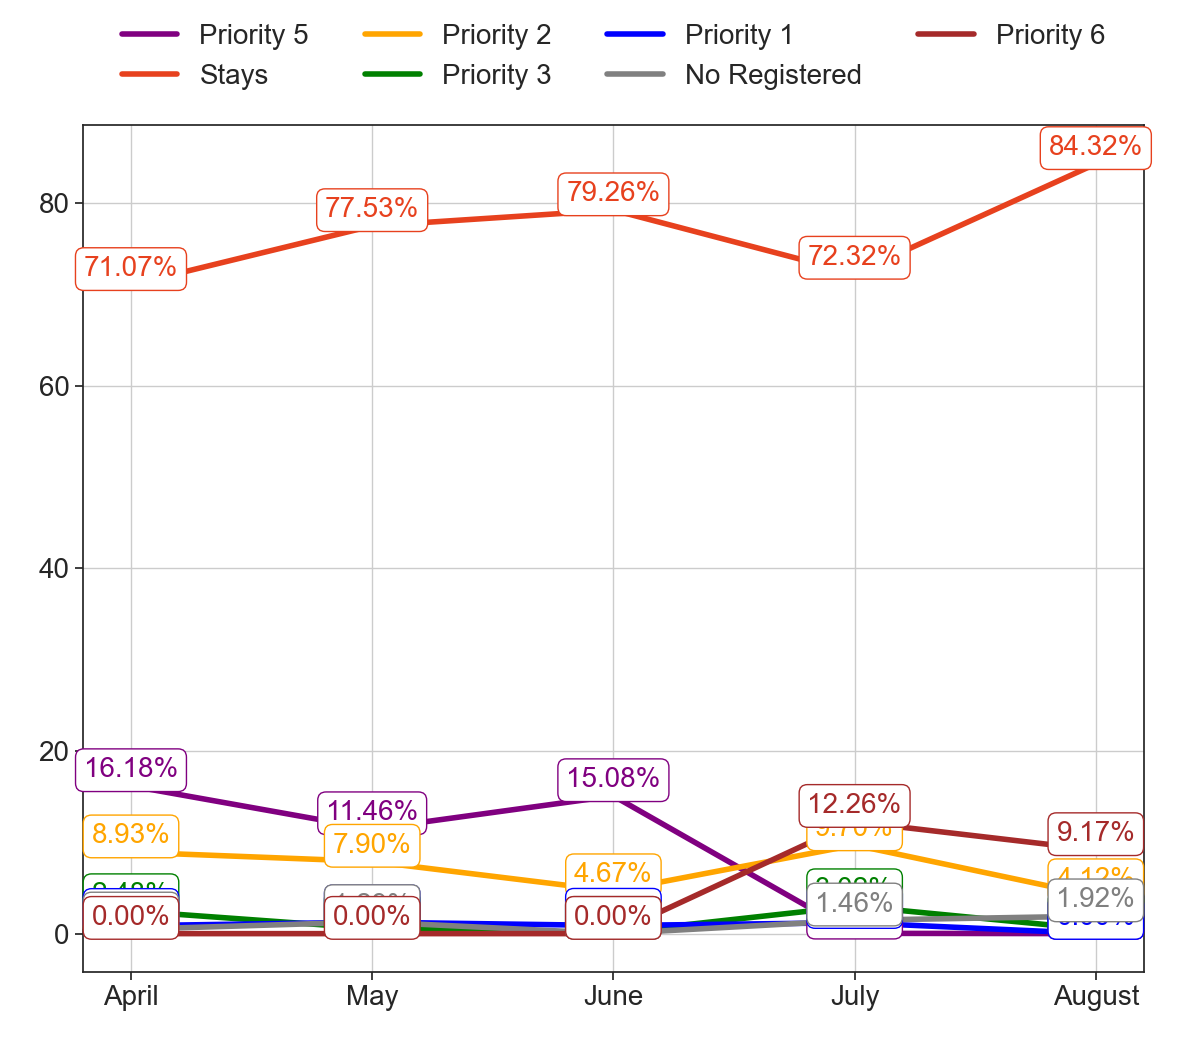 Priority 5 Priority 2 Priority 1 Priority 6
Stays Priority 3 No Registered
84.32%
80 77.53% 79.26%
71.07% 72.32%
60
40
20
16.18% 15.08%
11.46% 12.26%
8.93% 7.90% 9.17%
4.67% 4.12%
1.46% 1.92%
0 0.00% 0.00% 0.00%
April May June July August